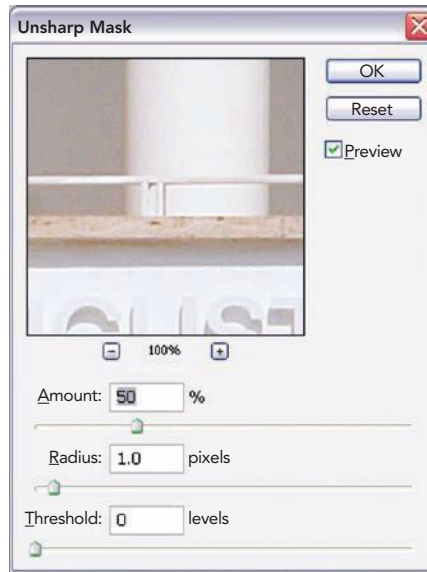 Unsharp Mask
OK
Reset
Preview
100%
Amount: 50 %
Radius: 1.0 pixels
Threshold: 0 levels